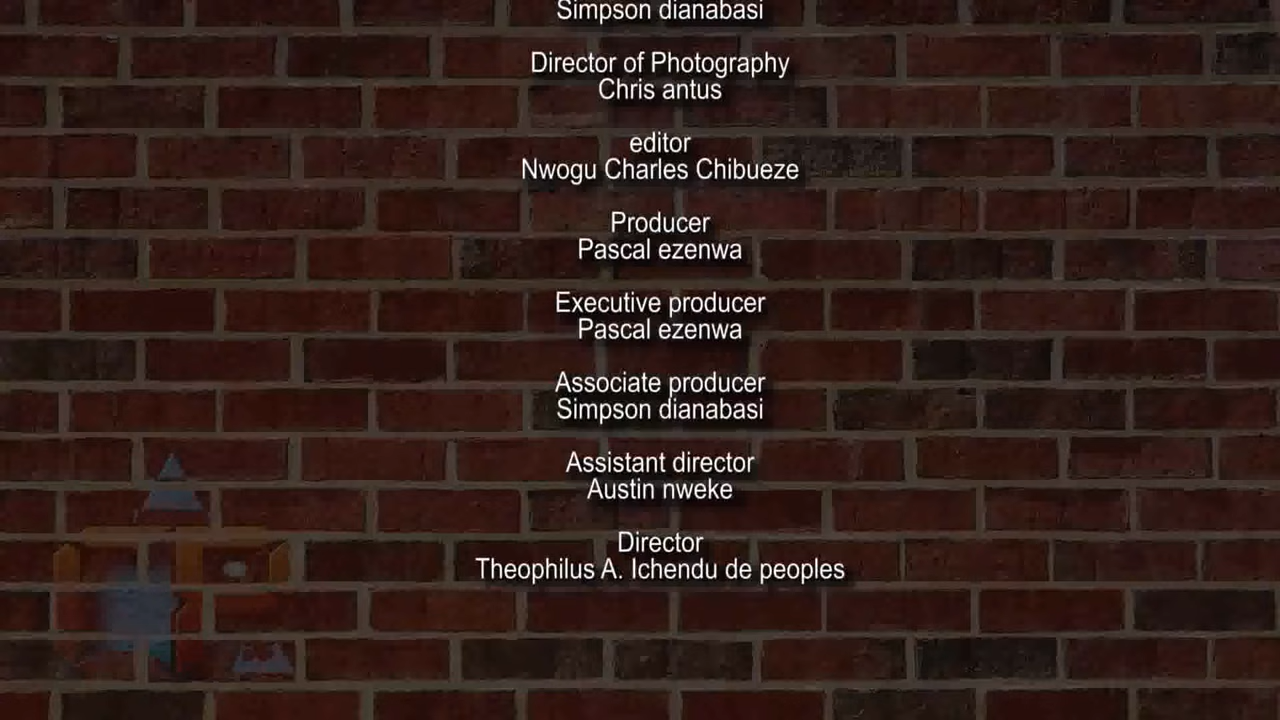 Simpson dianabasi
Director of Photography
Chris antus
editor
Nwogu Charles Chibueze
Producer
Pascal ezenwa
Executive producer
Pascal ezenwa
Associate producer
Simpson dianabasi
Assistant director
Austin nweke
Director
Theophilus A. Ichendu de peoples